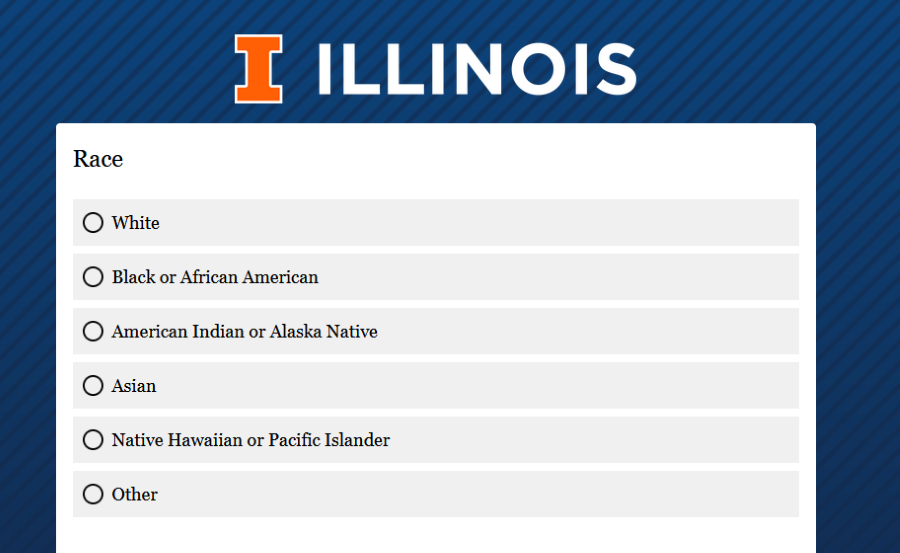 I ILLINOIS
Race
White
Black or African American
American Indian or Alaska Native
Asian
Native Hawaiian or Pacific Islander
Other